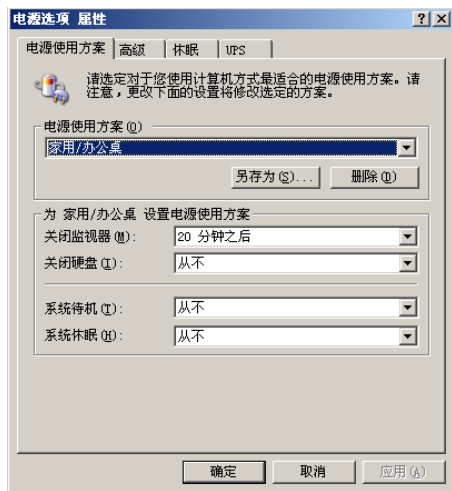 电源选项 属性
电源使用方案 高级 休眠 UPS
请选定对于您使用计算机方式最适合的电源使用方案。请
注意，更改下面的设置将修改选定的方案。
电源使用方案(O)
家用/办公桌
另存为(S)... 删除(D)
为 家用/办公桌 设置电源使用方案
关闭监视器(M): 20 分钟之后
关闭硬盘(I): 从不
系统待机(T): 从不
系统休眠(H): 从不
确定 取消 应用(A)